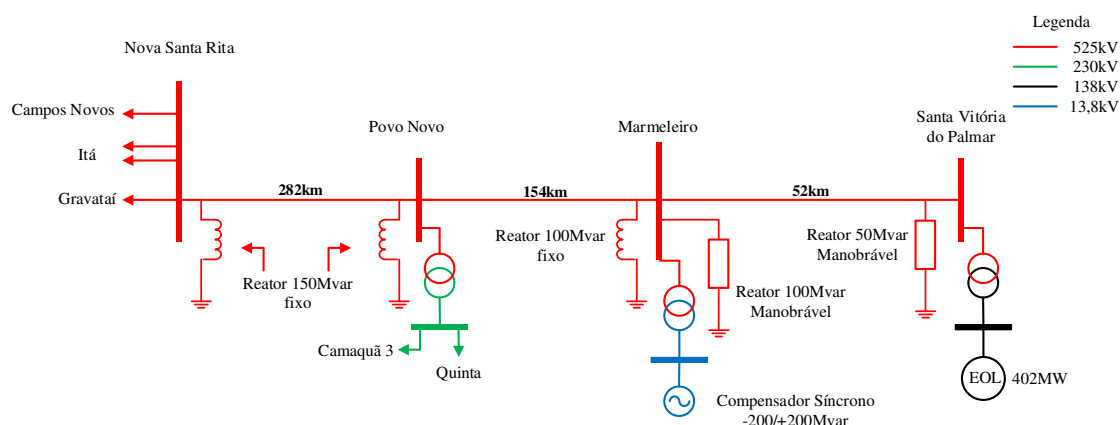 Legenda
525kV
230kV
138kV
13,8kV
Nova Santa Rita
Campos Novos
Itá
Gravataí
282km
Reator 150Mvar
fixo
Povo Novo
Camaquã 3
Quinta
154km
Marmeleiro
Reator 100Mvar
fixo
Reator 100Mvar
Manobrável
Compensador Síncrono
-200/+200Mvar
52km
Santa Vitória
do Palmar
Reator 50Mvar
Manobrável
EOL
402MW